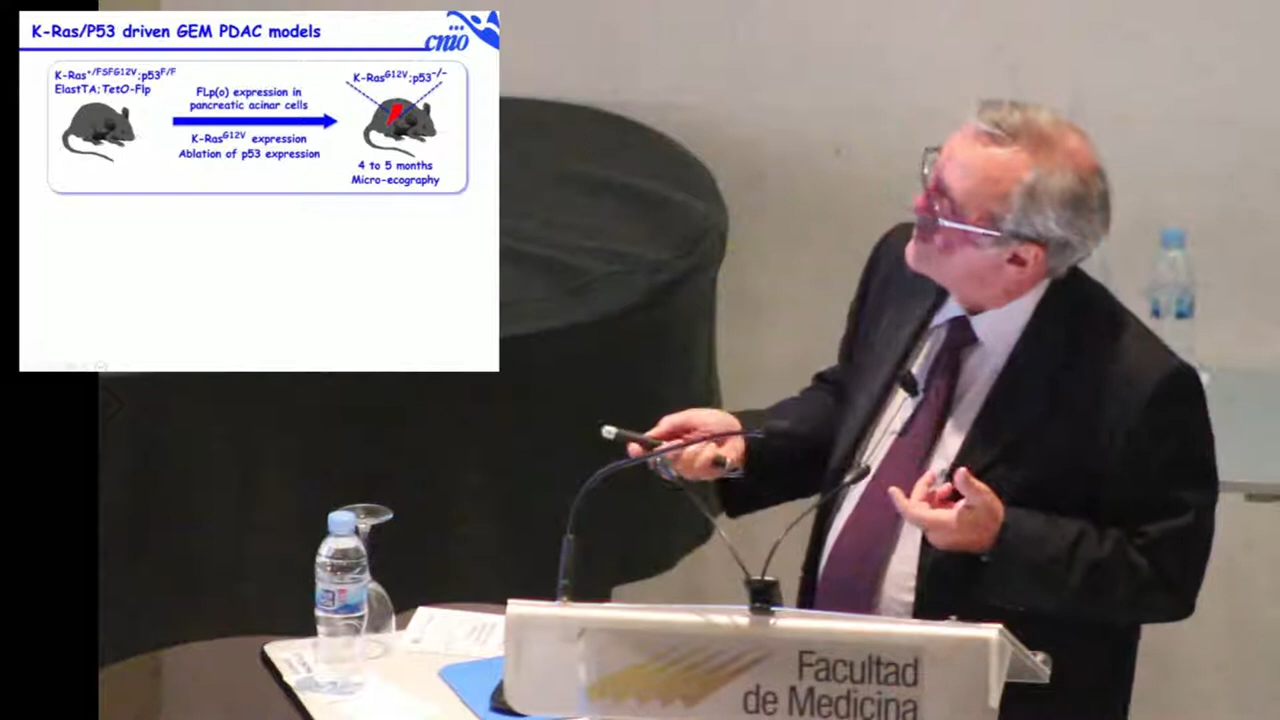 K-Ras/P53 driven GEM PDAC models
cnio
K-Ras+/FSFG12V;p53F/F
ElastTA;TetO-Flp
FLp(o) expression in
pancreatic acinar cells
K-RasG12V expression
Ablation of p53 expression
K-RasG12V;p53-/-
4 to 5 months
Micro-ecography
Facultad
de Medicina